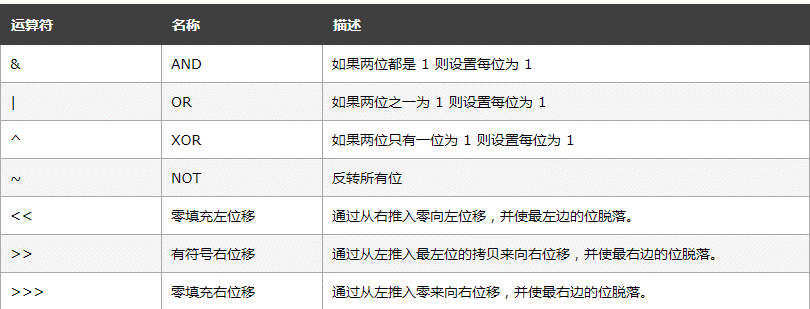 运算符 名称 描述
& AND 如果两位都是 1 则设置每位为 1
| OR 如果两位之一为 1 则设置每位为 1
^ XOR 如果两位只有一位为 1 则设置每位为 1
~ NOT 反转所有位
<< 零填充左位移 通过从右推入零向左位移，并使最左边的位脱落。
>> 有符号右位移 通过从左推入最左位的拷贝来向右位移，并使最右边的位脱落。
>>> 零填充右位移 通过从左推入零来向右位移，并使最右边的位脱落。